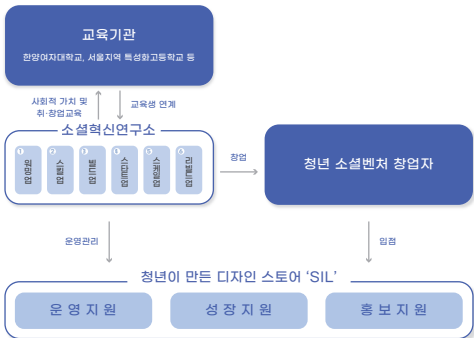 교육기관
한양여자대학교, 서울지역 특성화고등학교 등
사회적 가치 및
취·창업교육
교육생 연계
소셜혁신연구소
1 워밍업
2 스킬업
3 빌드업
4 스타트업
5 스케일업
6 리빌드업
창업
청년 소셜벤처 창업자
운영관리
입점
청년이 만든 디자인 스토어 ‘SIL’
운영지원
성장지원
홍보지원